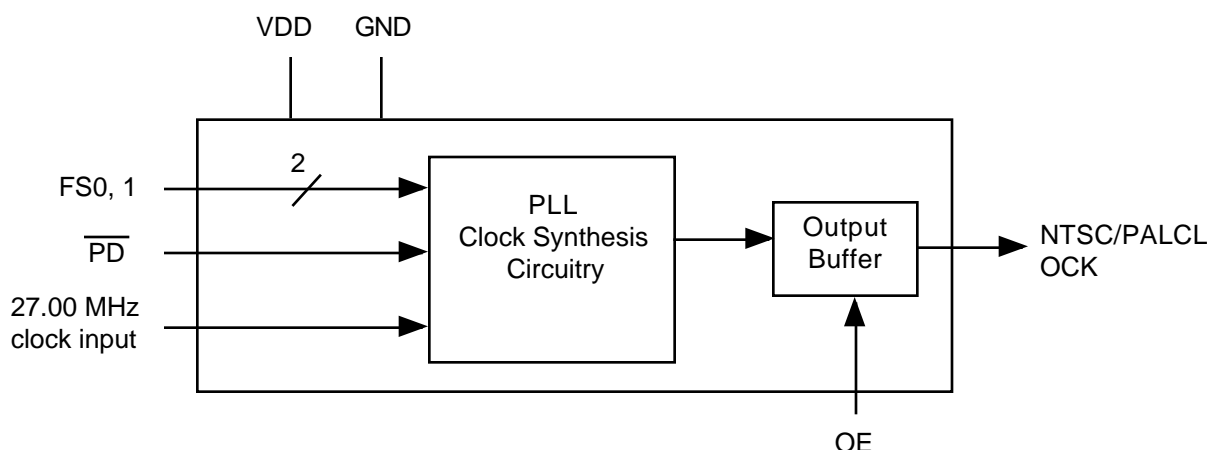 VDD GND
2
FS0, 1
PD
27.00 MHz
clock input
PLL
Clock Synthesis
Circuitry
Output
Buffer
NTSC/PALCL
OCK
OE